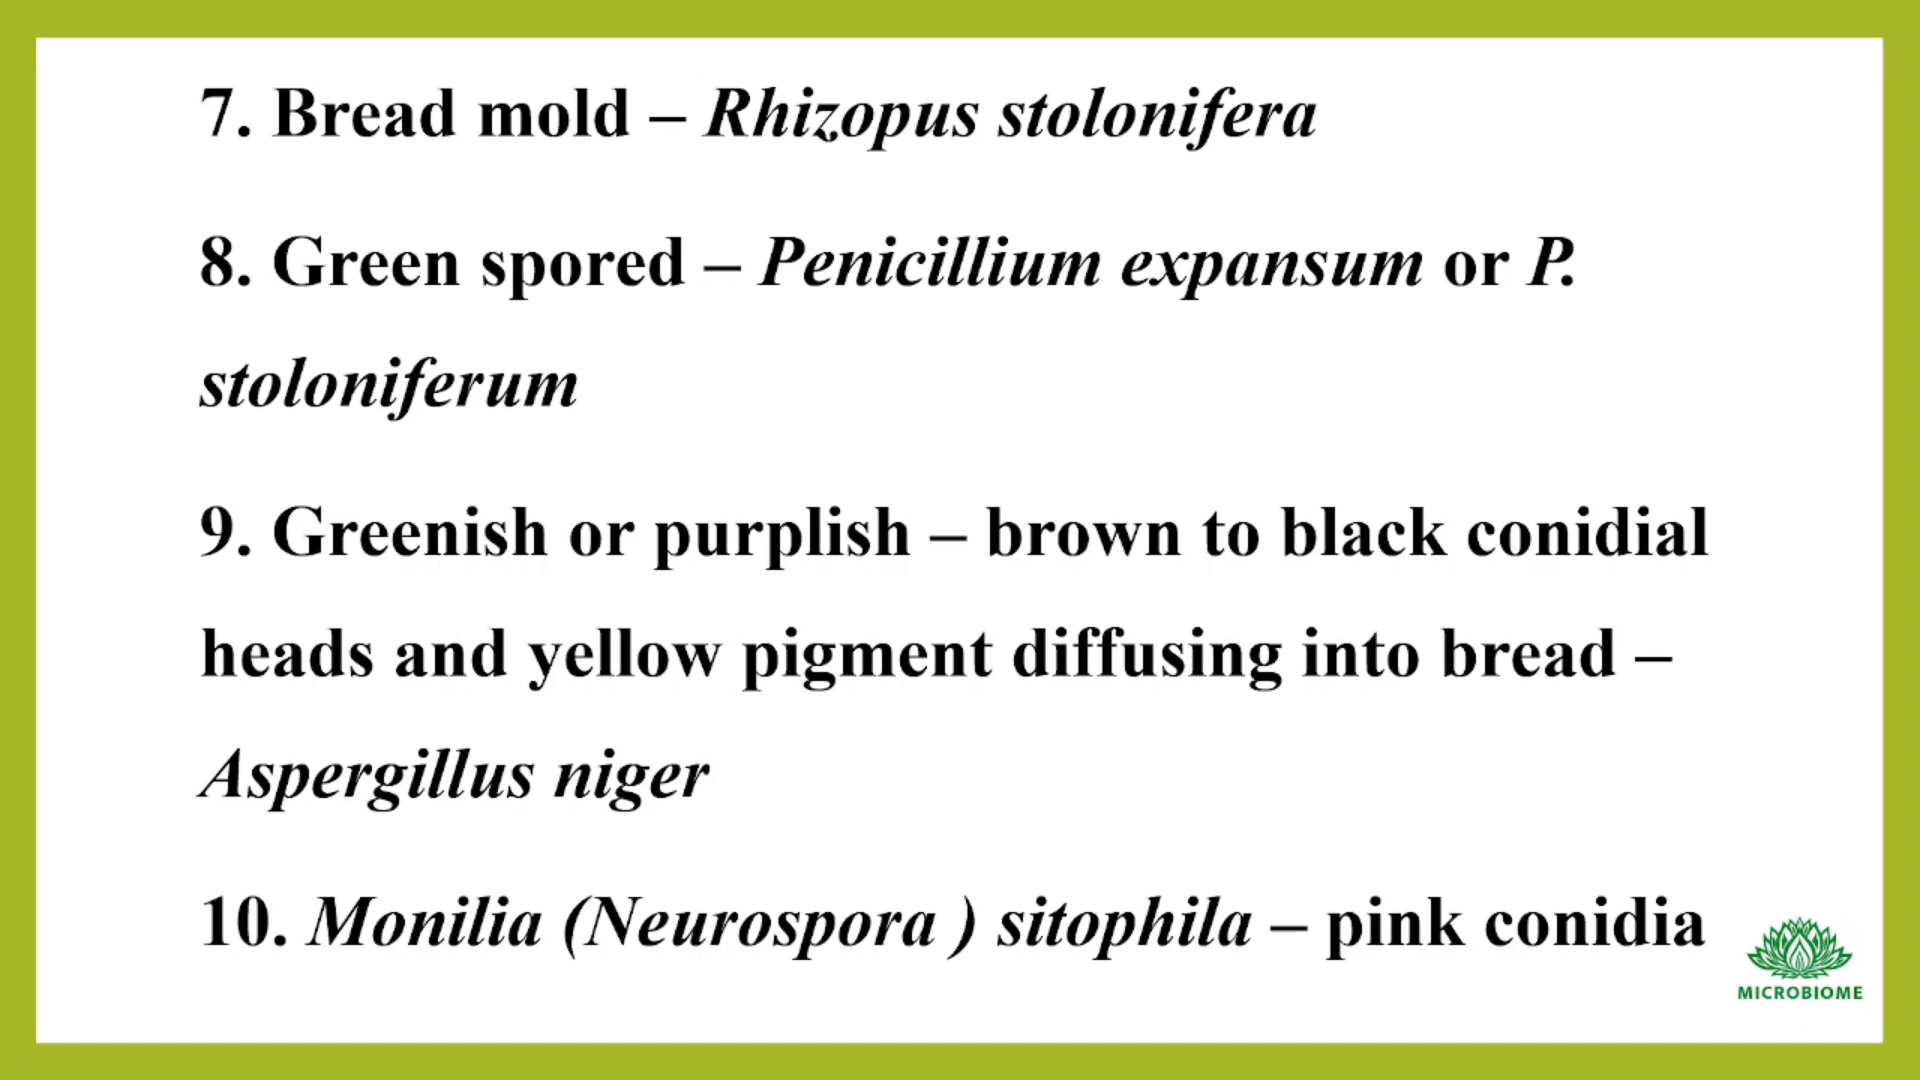 7. Bread mold – Rhizopus stolonifera
8. Green spored – Penicillium expansum or P.
stoloniferum
9. Greenish or purplish – brown to black conidial
heads and yellow pigment diffusing into bread –
Aspergillus niger
10. Monilia (Neurospora ) sitophila – pink conidia
MICROBIOME